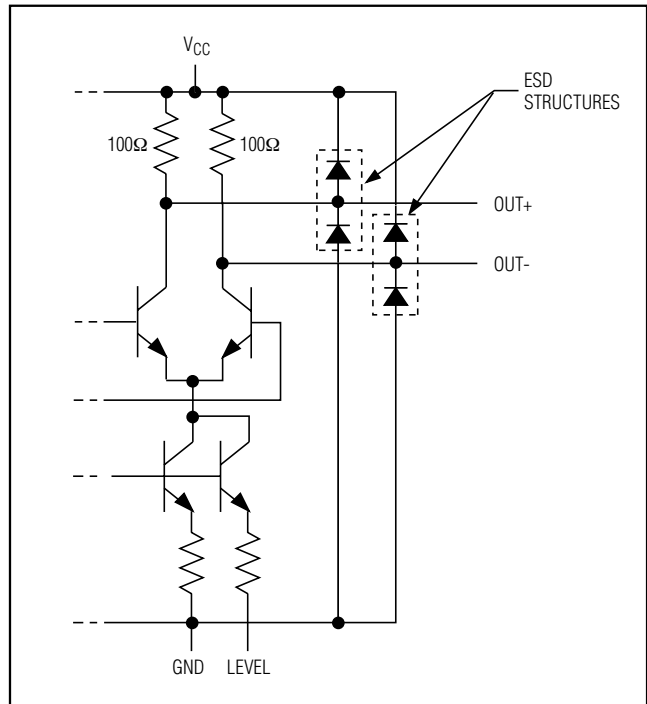 V_CC
ESD
STRUCTURES
100Ω
100Ω
OUT+
OUT-
GND
LEVEL